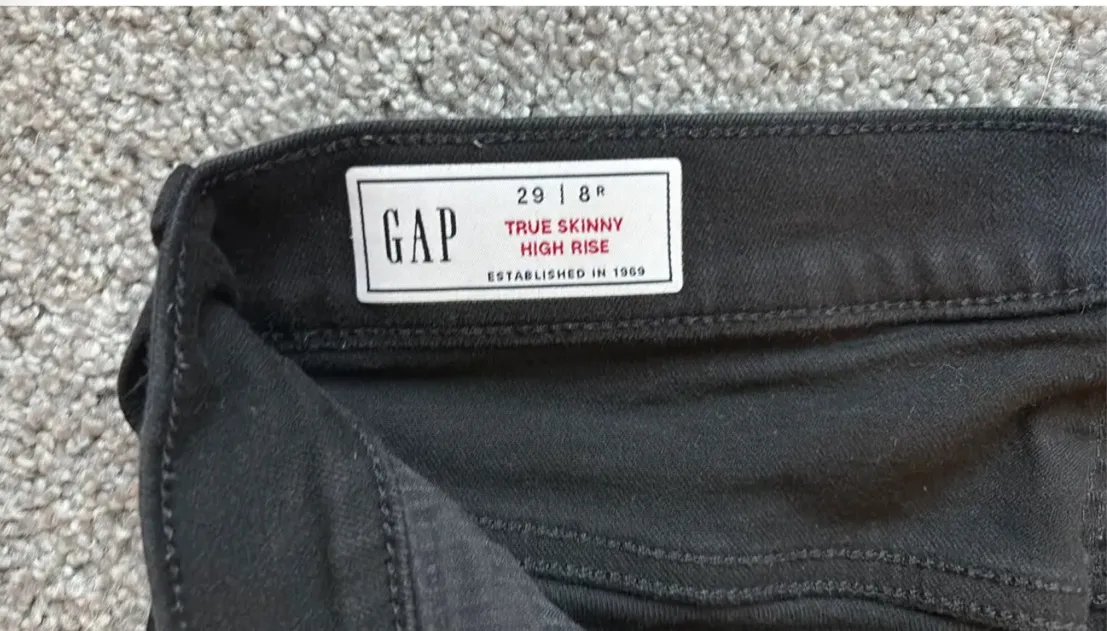 29 | 8R
GAP
TRUE SKINNY
HIGH RISE
ESTABLISHED IN 1969